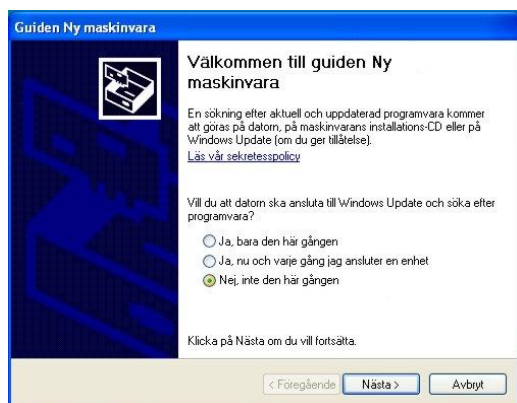 Guiden Ny maskinvara
Välkommen till guiden Ny
maskinvara
En sökning efter aktuell och uppdaterad programvara kommer
att göras på datorn, på maskinvarans installations-CD eller på
Windows Update (om du ger tillåtelse).
Läs vår sekretesspolicy
Vill du att datorn ska ansluta till Windows Update och söka efter
programvara?
Ja, bara den här gången
Ja, nu och varje gång jag ansluter en enhet
Nej, inte den här gången
Klicka på Nästa om du vill fortsätta.
< Föregående Nästa > Avbryt